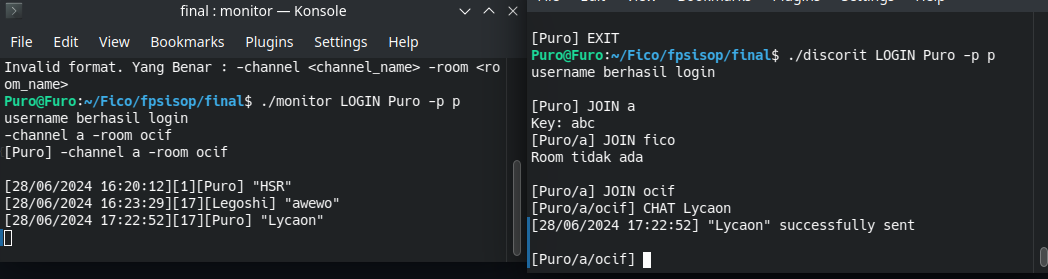 final : monitor — Konsole
File Edit View Bookmarks Plugins Settings Help
Invalid format. Yang Benar : -channel <channel_name> -room <ro
om_name>
Puro@Furo:~/Fico/fpsisop/final$ ./monitor LOGIN Puro -p p
username berhasil login
-channel a -room ocif
[Puro] -channel a -room ocif
[28/06/2024 16:20:12][1][Puro] "HSR"
[28/06/2024 16:23:29][17][Legoshi] "awewo"
[28/06/2024 17:22:52][17][Puro] "Lycaon"
File Edit View Bookmarks Plugins Settings Help
[Puro] EXIT
Puro@Furo:~/Fico/fpsisop/final$ ./discorit LOGIN Puro -p p
username berhasil login
[Puro] JOIN a
Key: abc
[Puro/a] JOIN fico
Room tidak ada
[Puro/a] JOIN ocif
[Puro/a/ocif] CHAT Lycaon
[28/06/2024 17:22:52] "Lycaon" successfully sent
[Puro/a/ocif]